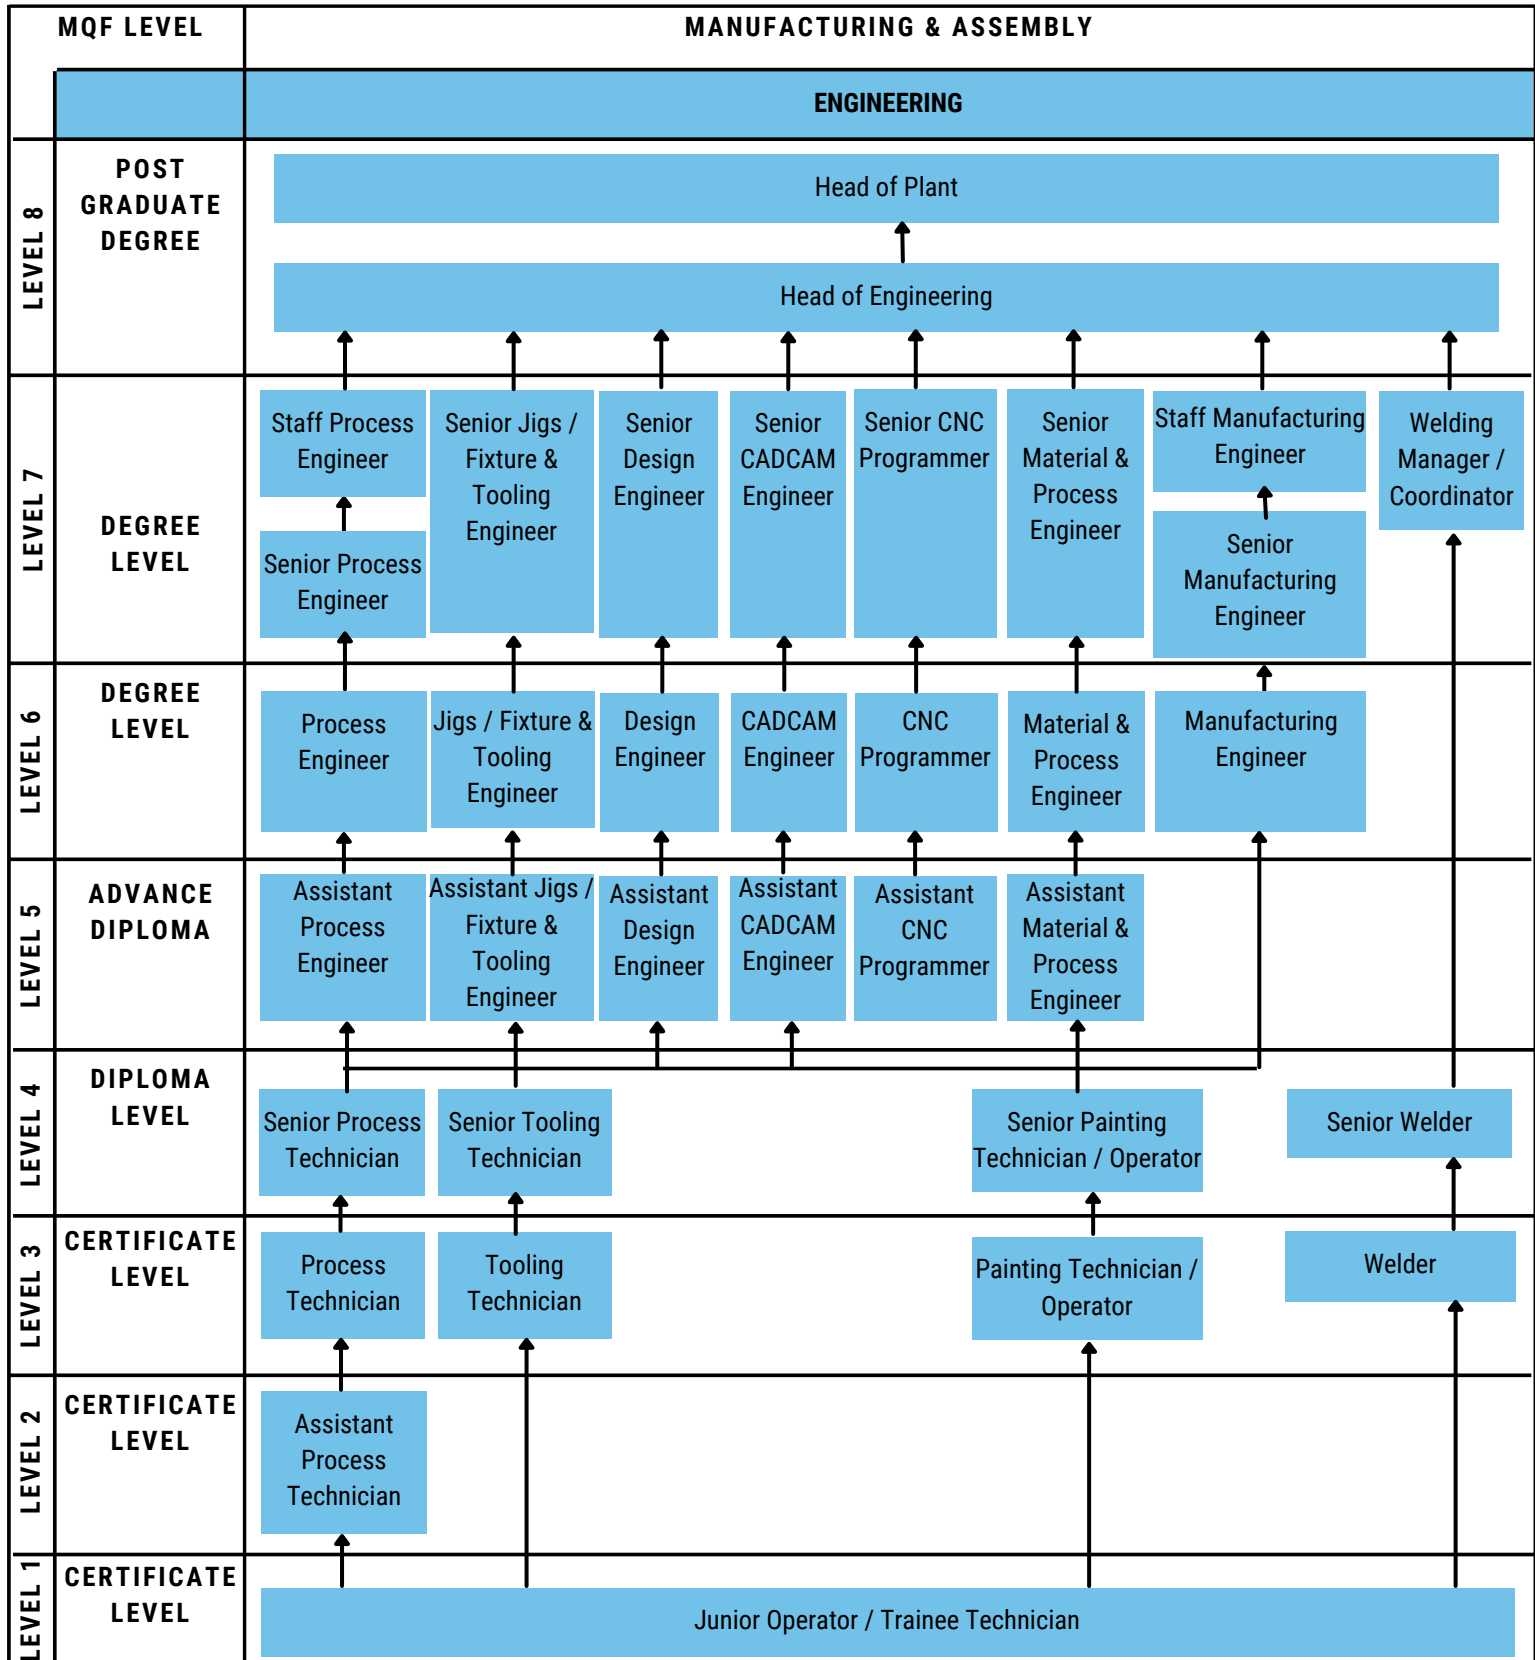 MQF LEVEL
MANUFACTURING & ASSEMBLY
ENGINEERING
LEVEL 8
POST
GRADUATE
DEGREE
Head of Plant
Head of Engineering
LEVEL 7
DEGREE
LEVEL
Staff Process
Engineer
Senior Process
Engineer
Senior Jigs /
Fixture &
Tooling
Engineer
Senior
Design
Engineer
Senior
CADCAM
Engineer
Senior CNC
Programmer
Senior
Material &
Process
Engineer
Staff Manufacturing
Engineer
Senior
Manufacturing
Engineer
Welding
Manager /
Coordinator
LEVEL 6
DEGREE
LEVEL
Process
Engineer
Jigs / Fixture &
Tooling
Engineer
Design
Engineer
CADCAM
Engineer
CNC
Programmer
Material &
Process
Engineer
Manufacturing
Engineer
LEVEL 5
ADVANCE
DIPLOMA
Assistant
Process
Engineer
Assistant Jigs /
Fixture &
Tooling
Engineer
Assistant
Design
Engineer
Assistant
CADCAM
Engineer
Assistant
CNC
Programmer
Assistant
Material &
Process
Engineer
LEVEL 4
DIPLOMA
LEVEL
Senior Process
Technician
Senior Tooling
Technician
Senior Painting
Technician / Operator
Senior Welder
LEVEL 3
CERTIFICATE
LEVEL
Process
Technician
Tooling
Technician
Painting Technician /
Operator
Welder
LEVEL 2
CERTIFICATE
LEVEL
Assistant
Process
Technician
LEVEL 1
CERTIFICATE
LEVEL
Junior Operator / Trainee Technician